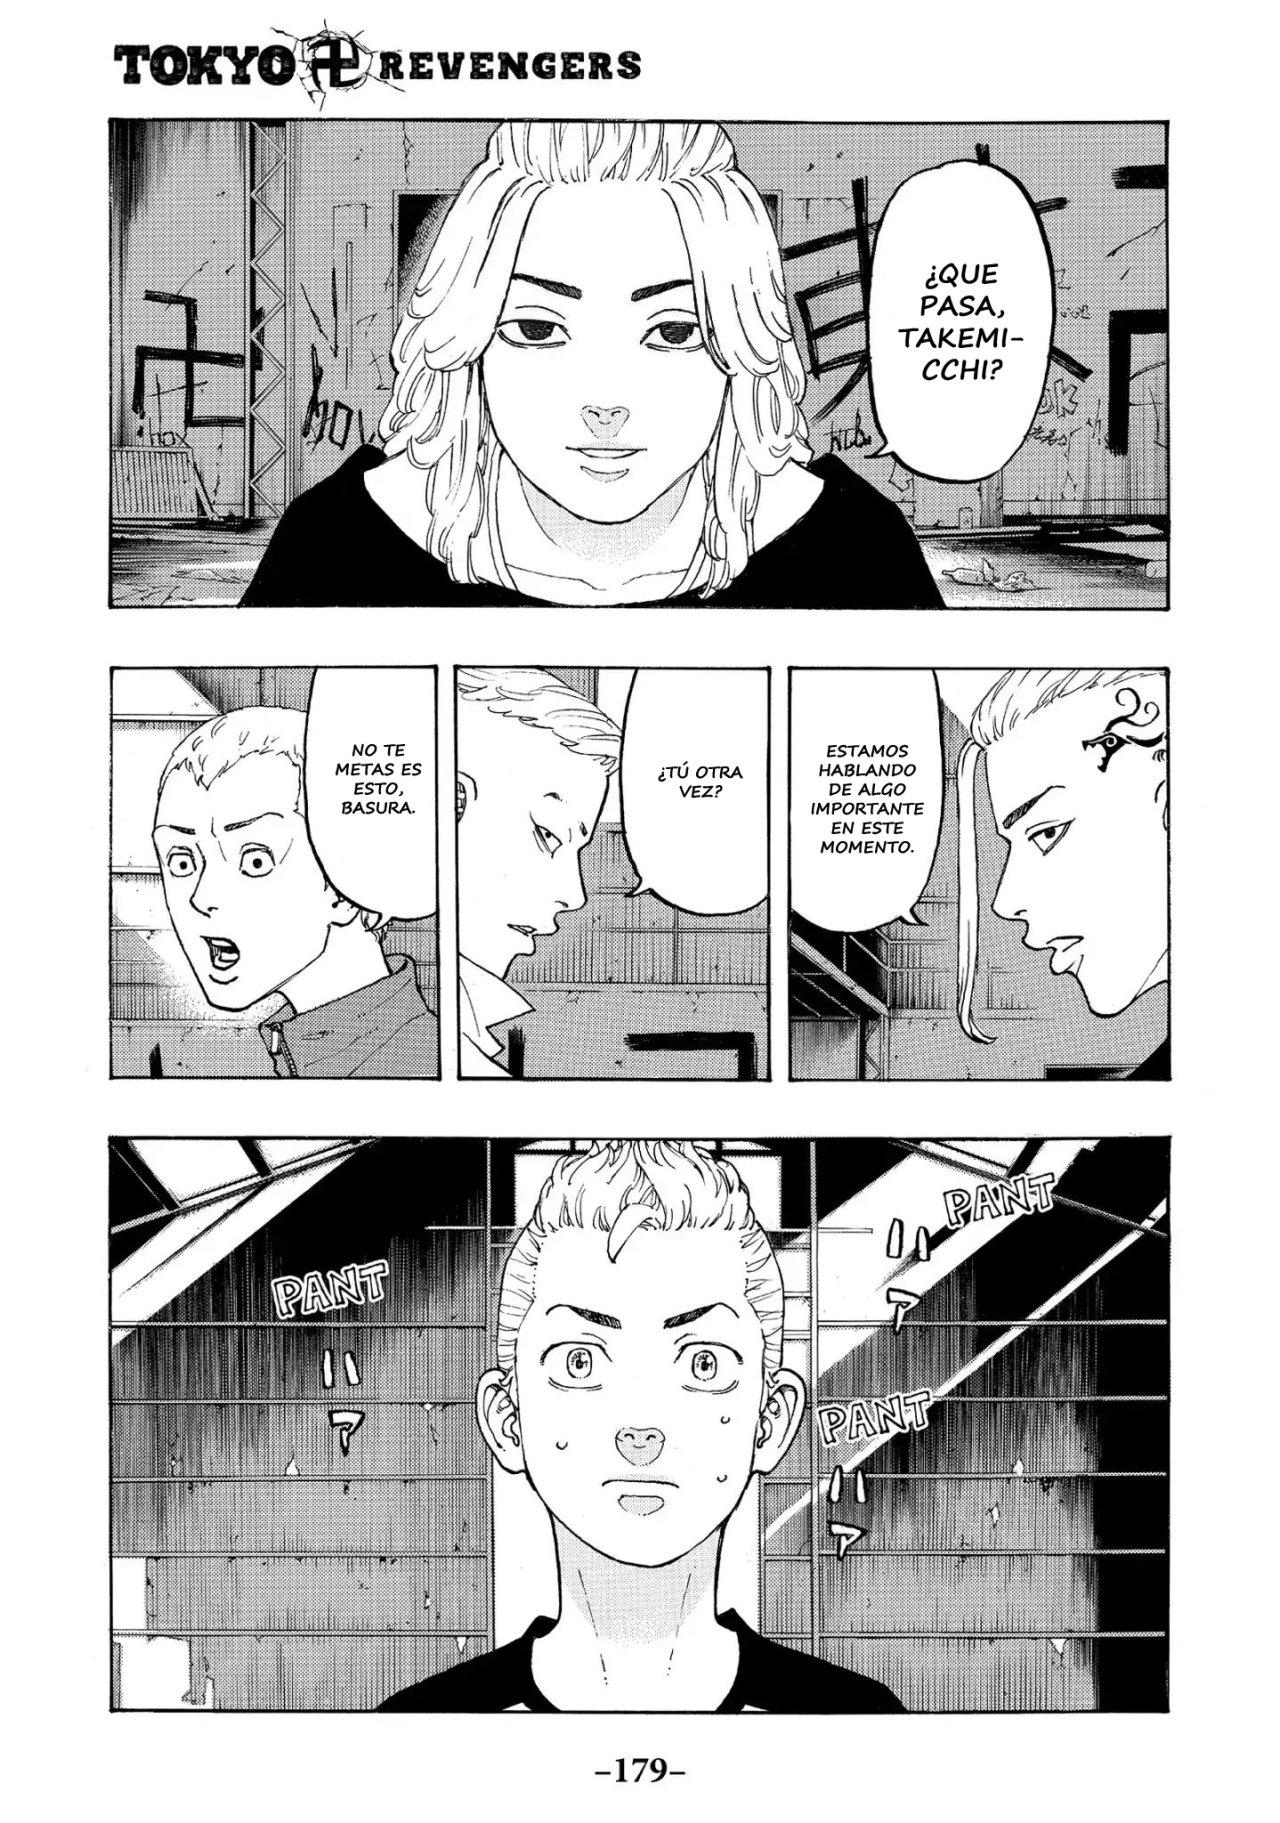 TOKYO 卍 REVENGERS
¿QUE
PASA,
TAKEMI-
CCHI?
ESTAMOS
HABLANDO
DE ALGO
IMPORTANTE
EN ESTE
MOMENTO.
¿TÚ OTRA
VEZ?
NO TE
METAS ES
ESTO,
BASURA.
PANT
ハア
PANT
ハア
PANT
ハア
-179-